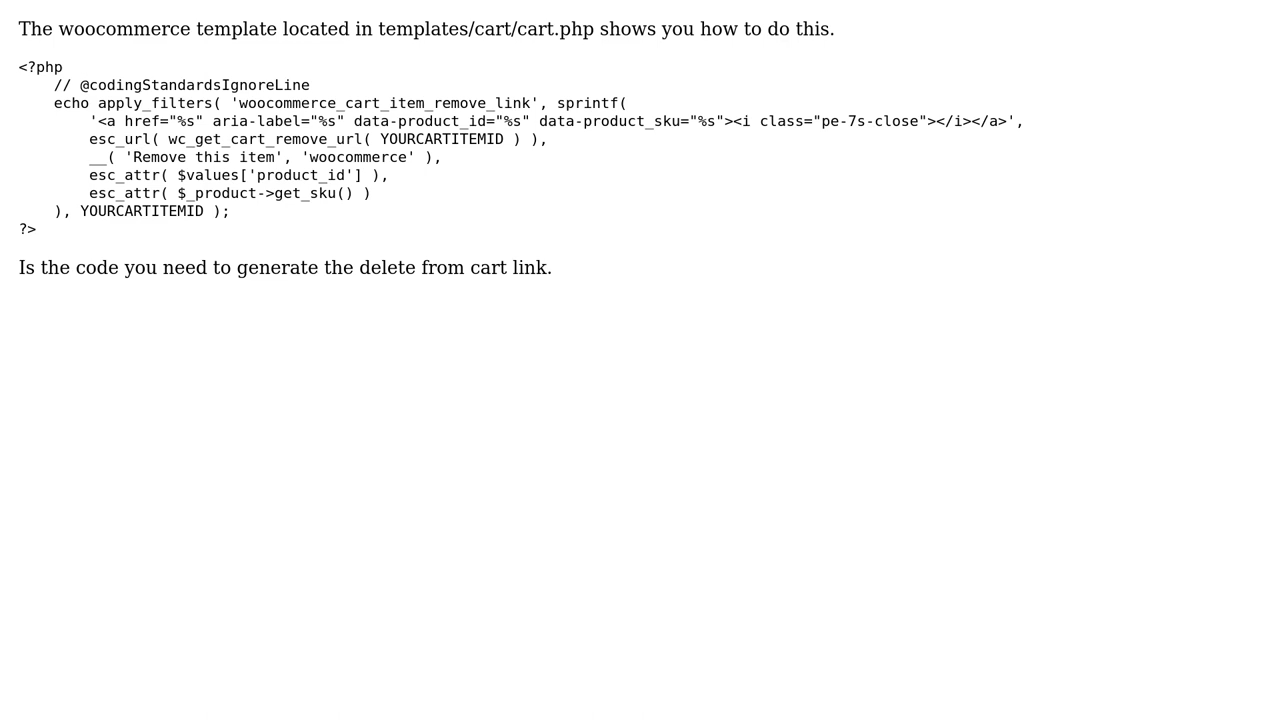 The woocommerce template located in templates/cart/cart.php shows you how to do this.
<?php
    // @codingStandardsIgnoreLine
    echo apply_filters( 'woocommerce_cart_item_remove_link', sprintf(
        '<a href="%s" aria-label="%s" data-product_id="%s" data-product_sku="%s"><i class="pe-7s-close"></i></a>',
        esc_url( wc_get_cart_remove_url( YOURCARTITEMID ) ),
        __( 'Remove this item', 'woocommerce' ),
        esc_attr( $values['product_id'] ),
        esc_attr( $_product->get_sku() )
    ), YOURCARTITEMID );
?>
Is the code you need to generate the delete from cart link.